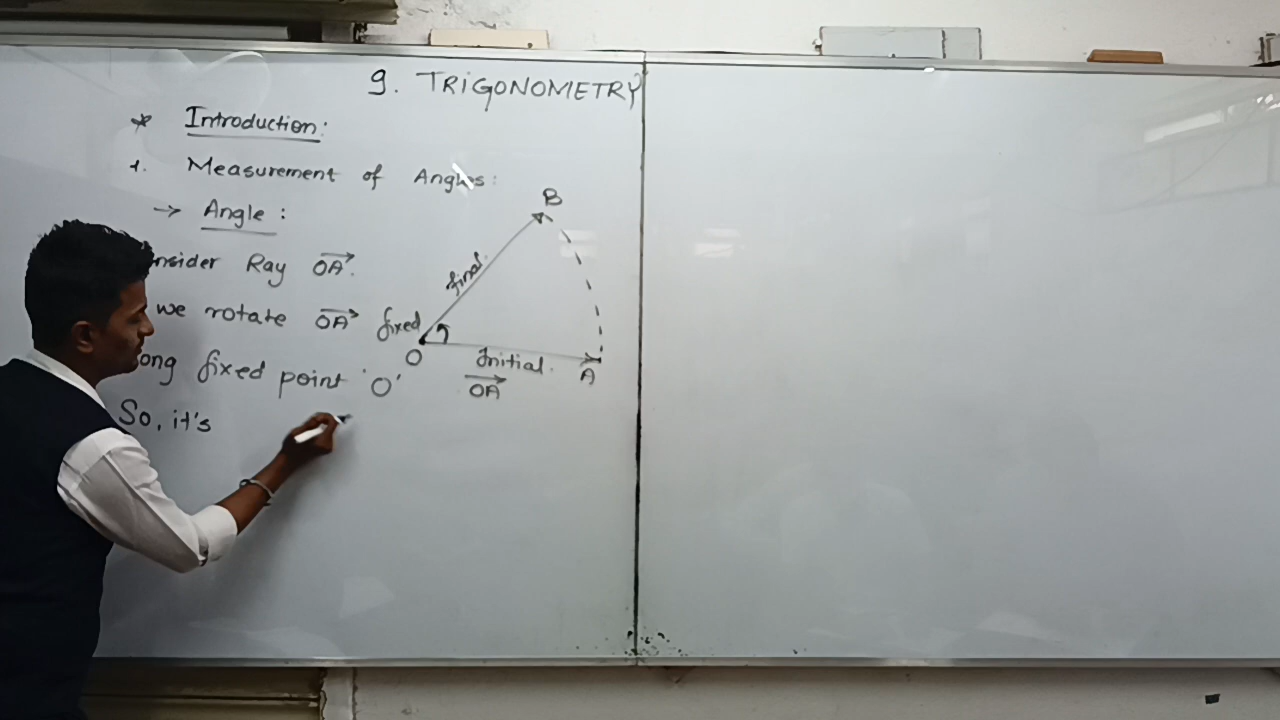 9. TRIGONOMETRY
* Introduction:
1. Measurement of Angles:
→ Angle:
nsider Ray OA.
we rotate OA
ong fixed point 'O'
So, it's
B
final
fixed
O
Initial.
A
OA